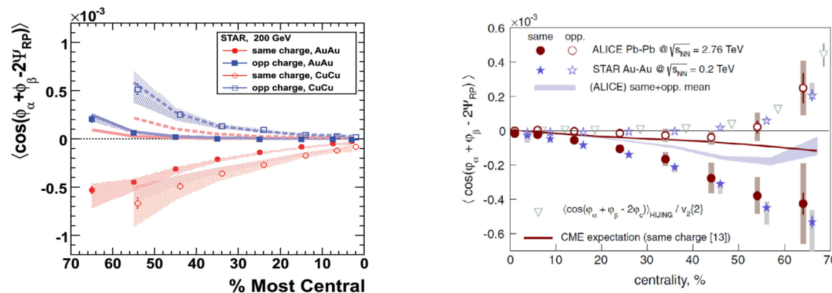 ×10⁻³
⟨cos(ϕα+ϕβ-2ΨRP)⟩
1
0.5
0
-0.5
-1
STAR, 200 GeV
same charge, AuAu
opp charge, AuAu
same charge, CuCu
opp charge, CuCu
70 60 50 40 30 20 10 0
% Most Central
×10⁻³
⟨ cos(φα + φβ - 2ΨRP) ⟩
0.6
0.4
0.2
0
-0.2
-0.4
-0.6
same opp.
ALICE Pb-Pb @ √sNN = 2.76 TeV
STAR Au-Au @ √sNN = 0.2 TeV
(ALICE) same+opp. mean
⟨cos(φα + φβ - 2φc)⟩HIJING / v2{2}
CME expectation (same charge [13])
0 10 20 30 40 50 60 70
centrality, %